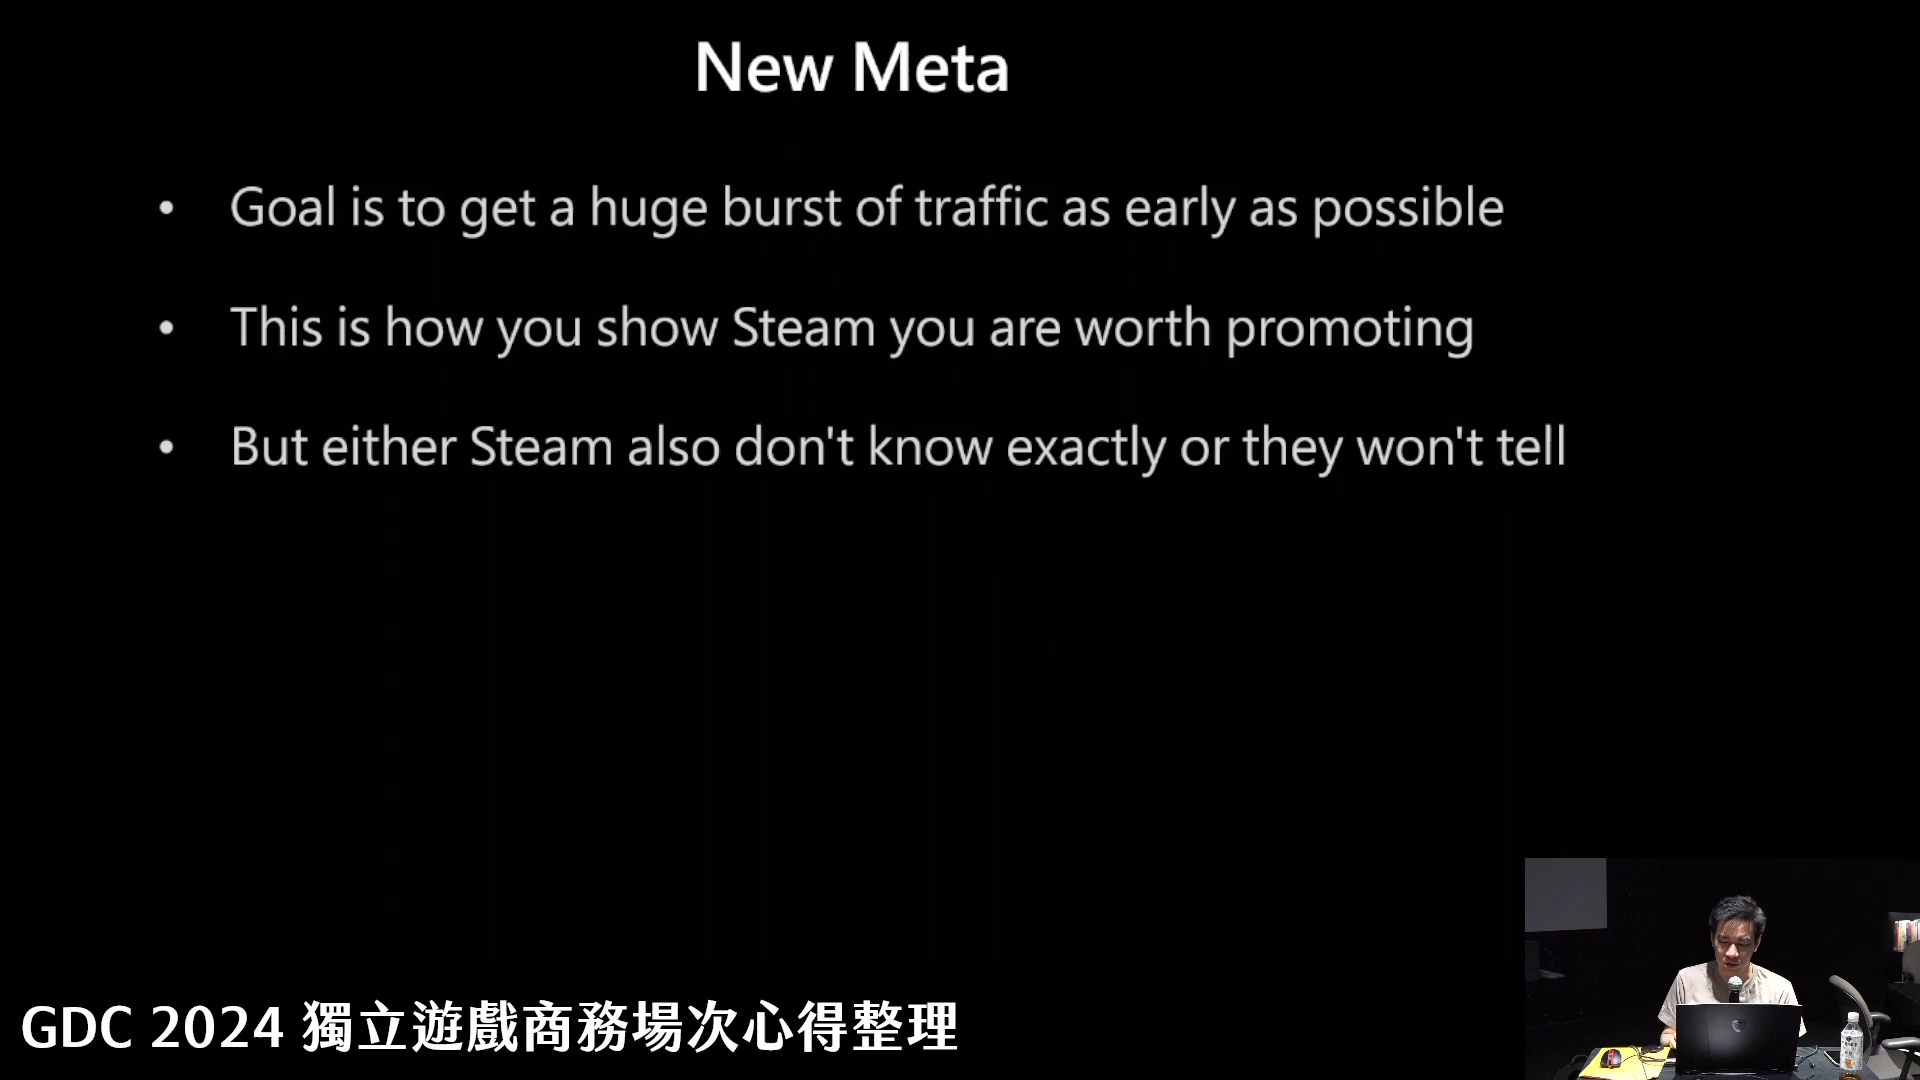 New Meta
• Goal is to get a huge burst of traffic as early as possible
• This is how you show Steam you are worth promoting
• But either Steam also don't know exactly or they won't tell
GDC 2024 獨立遊戲商務場次心得整理